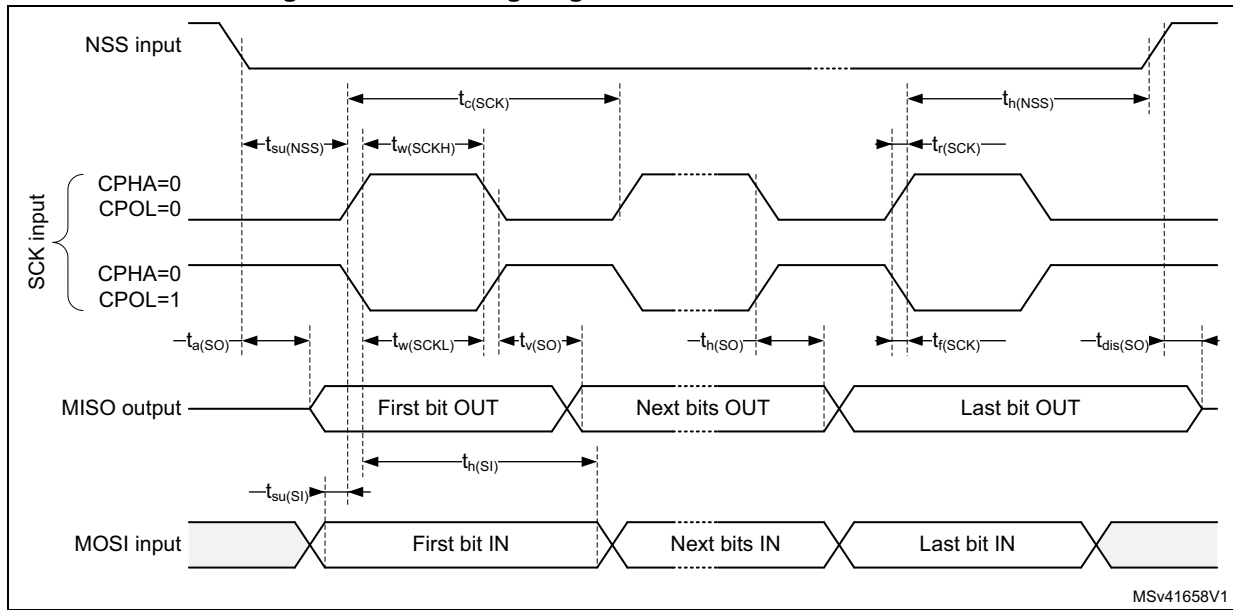 NSS input
tc(SCK)
th(NSS)
tsu(NSS)
tw(SCKH)
tr(SCK)
SCK input
CPHA=0
CPOL=0
CPHA=0
CPOL=1
ta(SO)
tw(SCKL)
tv(SO)
th(SO)
tf(SCK)
tdis(SO)
MISO output
First bit OUT
Next bits OUT
Last bit OUT
th(SI)
tsu(SI)
MOSI input
First bit IN
Next bits IN
Last bit IN
MSv41658V1